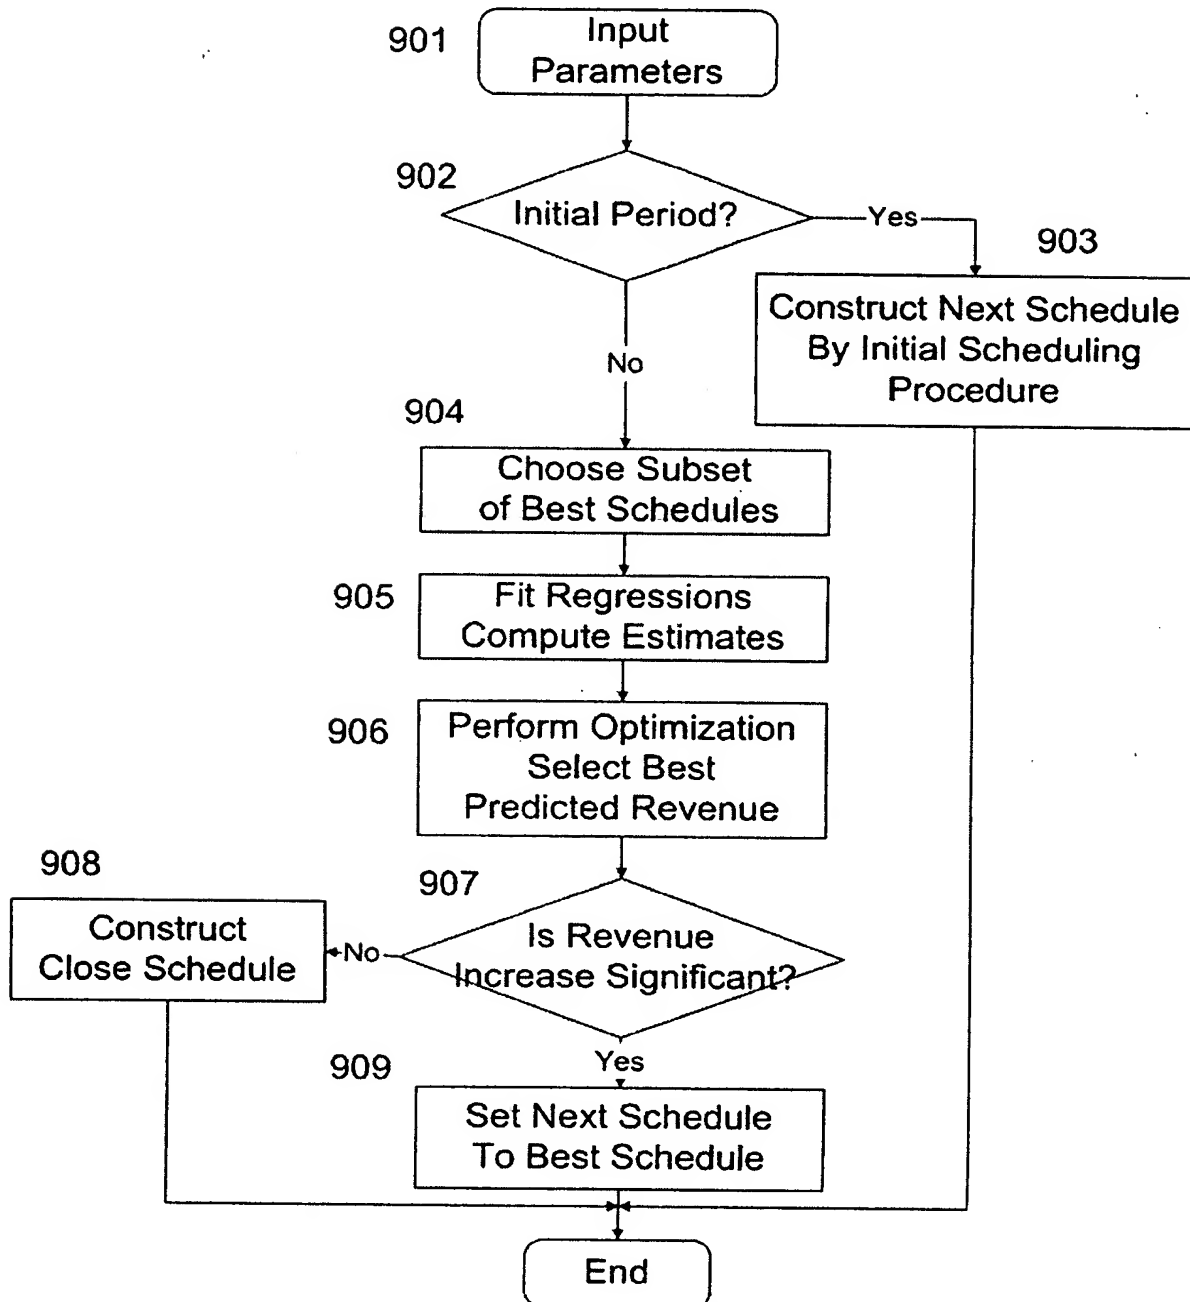 901
Input
Parameters
902
Initial Period?
Yes
903
Construct Next Schedule
By Initial Scheduling
Procedure
No
904
Choose Subset
of Best Schedules
905
Fit Regressions
Compute Estimates
906
Perform Optimization
Select Best
Predicted Revenue
907
Is Revenue
Increase Significant?
No
908
Construct
Close Schedule
Yes
909
Set Next Schedule
To Best Schedule
End